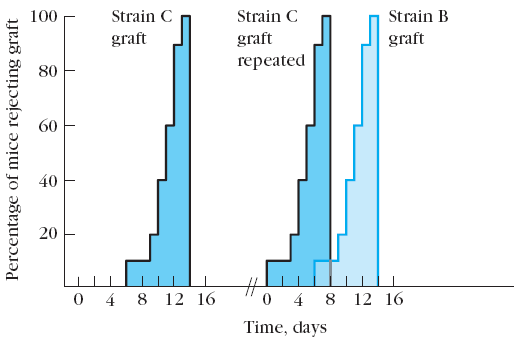 Percentage of mice rejecting graft
100
80
60
40
20
Strain C
graft
Strain C
graft
repeated
Strain B
graft
0 4 8 12 16
0 4 8 12 16
Time, days